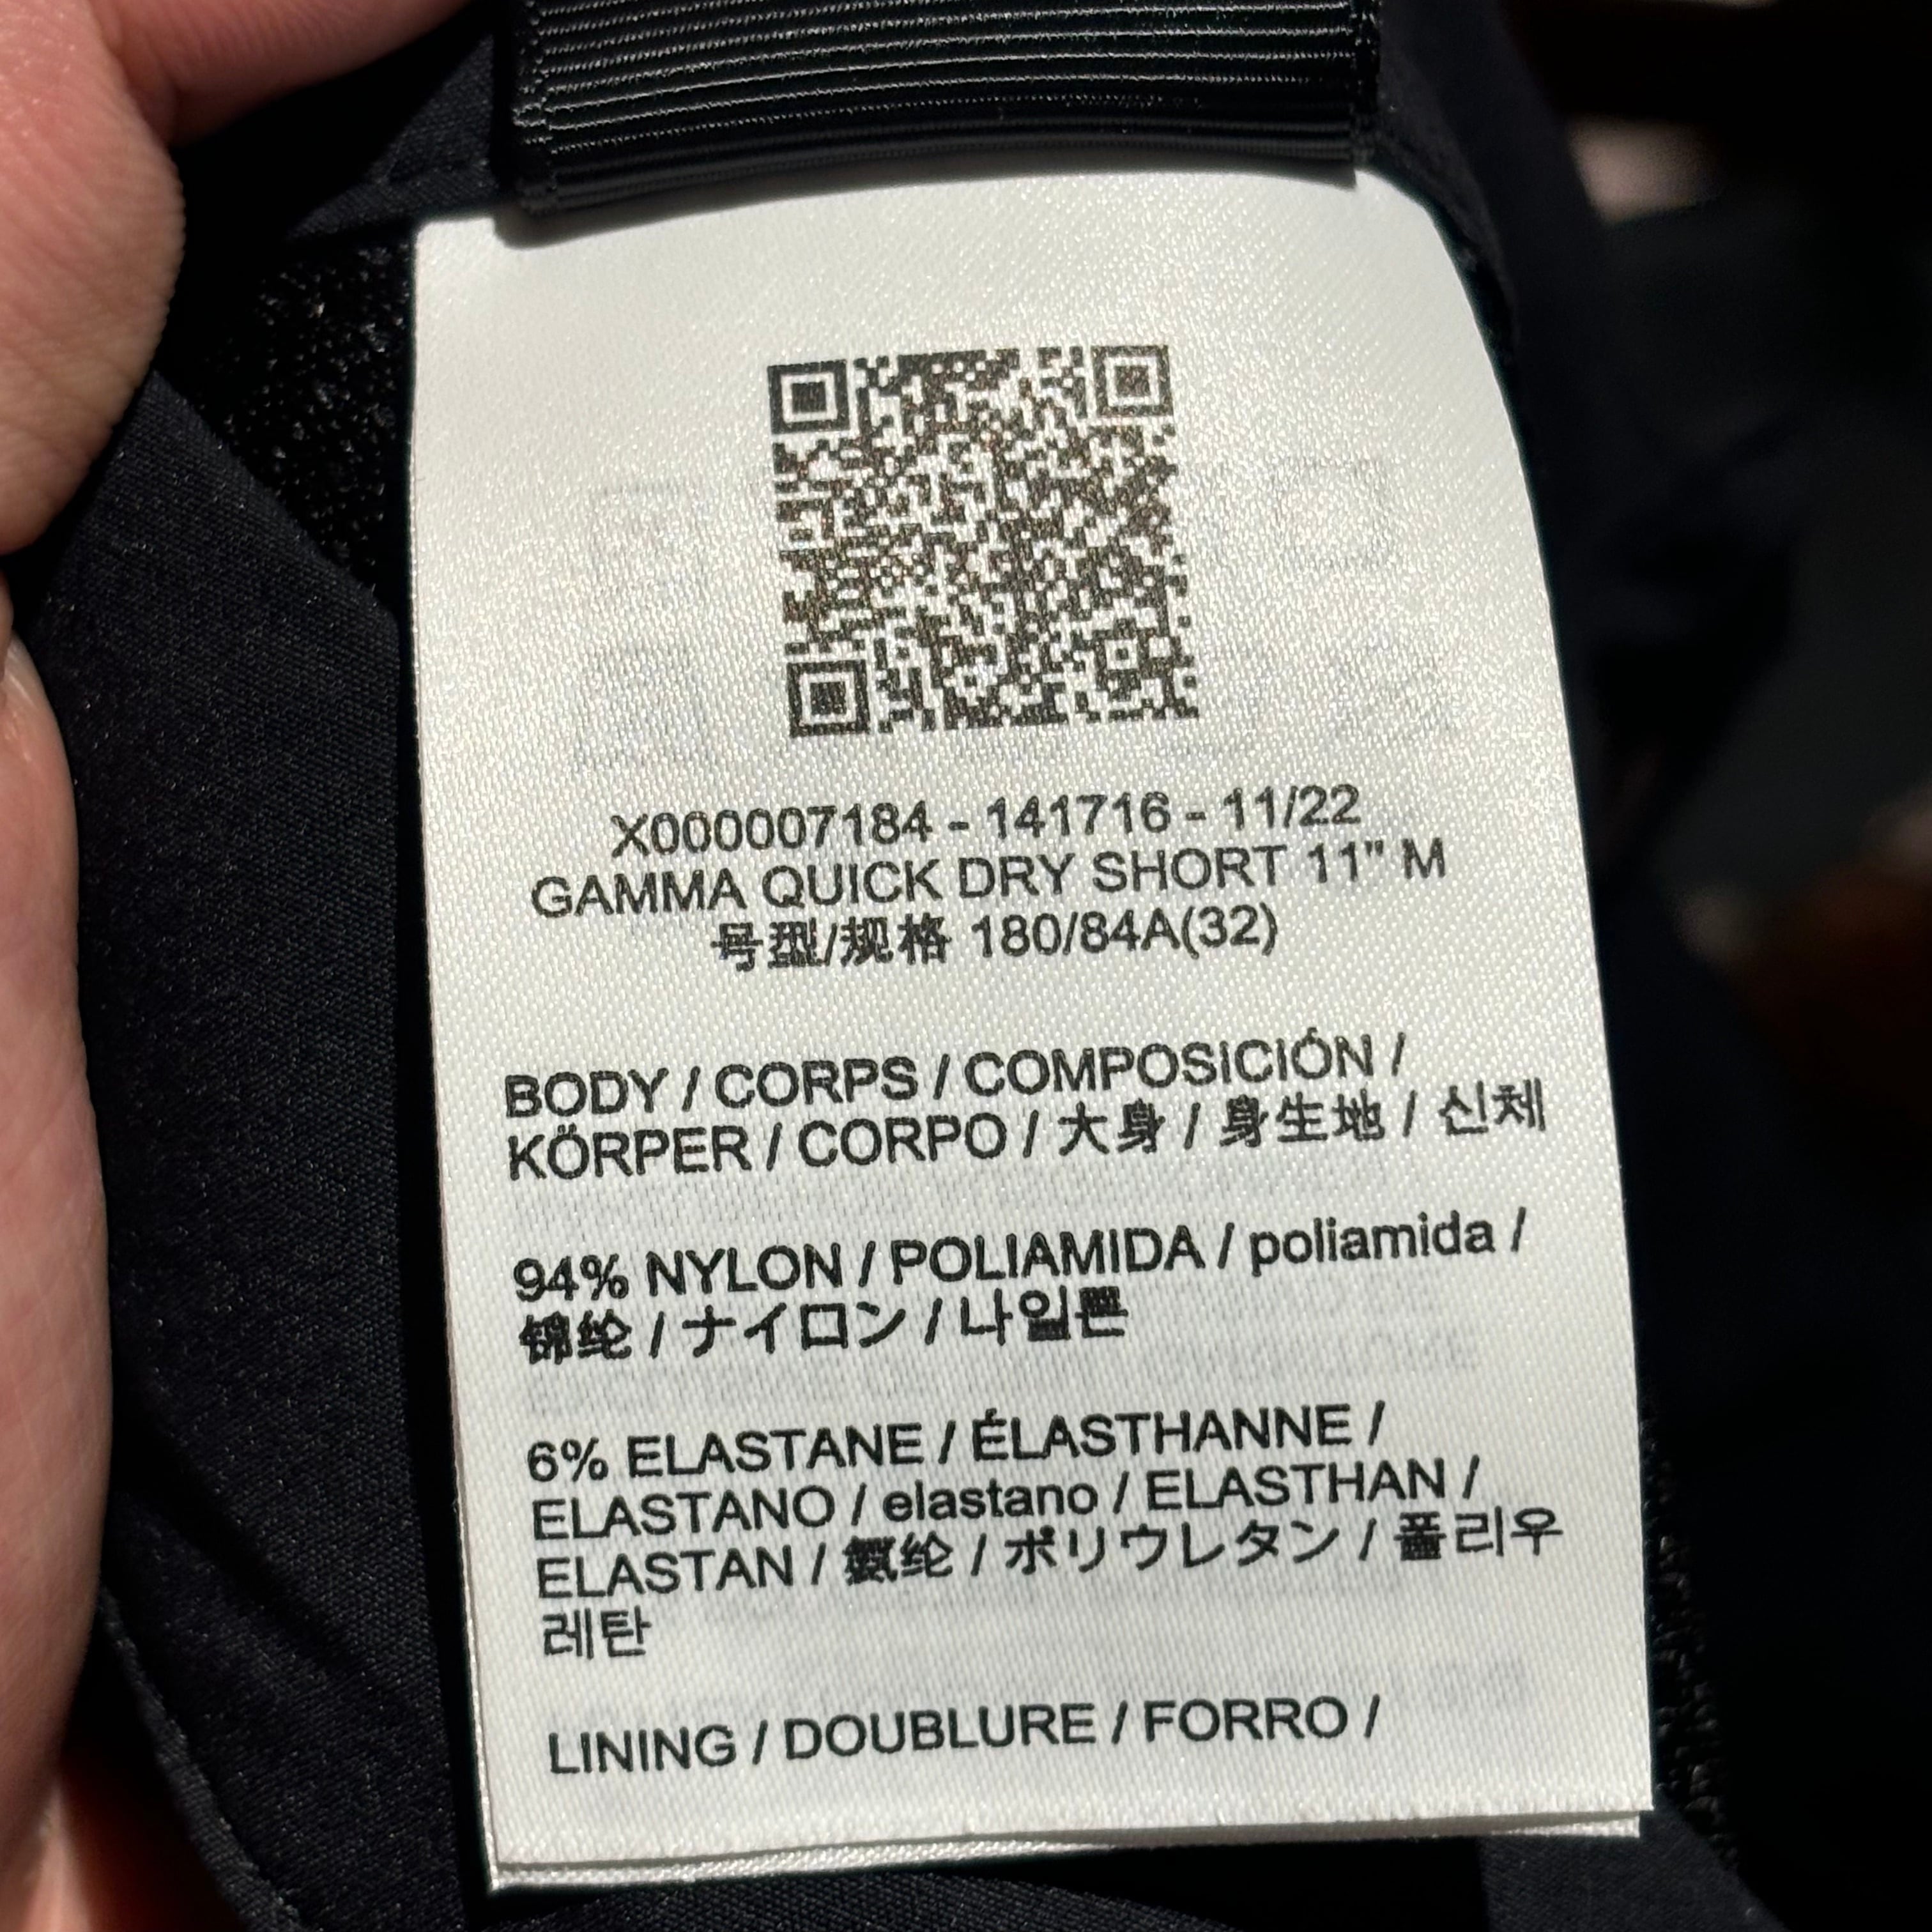 X000007184 - 141716 - 11/22
GAMMA QUICK DRY SHORT 11" M
号型/规格 180/84A(32)
BODY / CORPS / COMPOSICIÓN /
KÖRPER / CORPO / 大身 / 身生地 / 신체
94% NYLON / POLIAMIDA / poliamida /
锦纶 / ナイロン / 나일론
6% ELASTANE / ÉLASTHANNE /
ELASTANO / elastano / ELASTHAN /
ELASTAN / 氨纶 / ポリウレタン / 폴리우
레탄
LINING / DOUBLURE / FORRO /